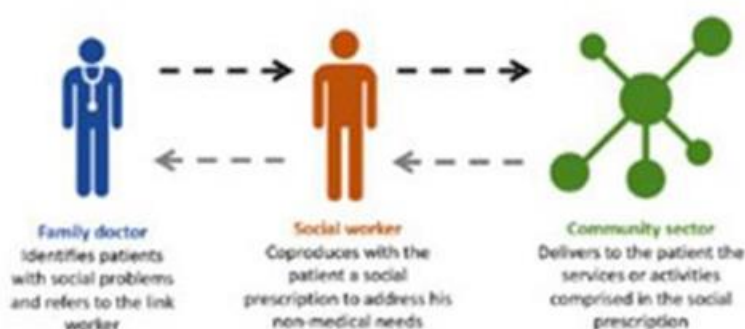 Family doctor
Identifies patients
with social problems
and refers to the link
worker
Social worker
Coproduces with the
patient a social
prescription to address his
non-medical needs
Community sector
Delivers to the patient the
services or activities
comprised in the social
prescription